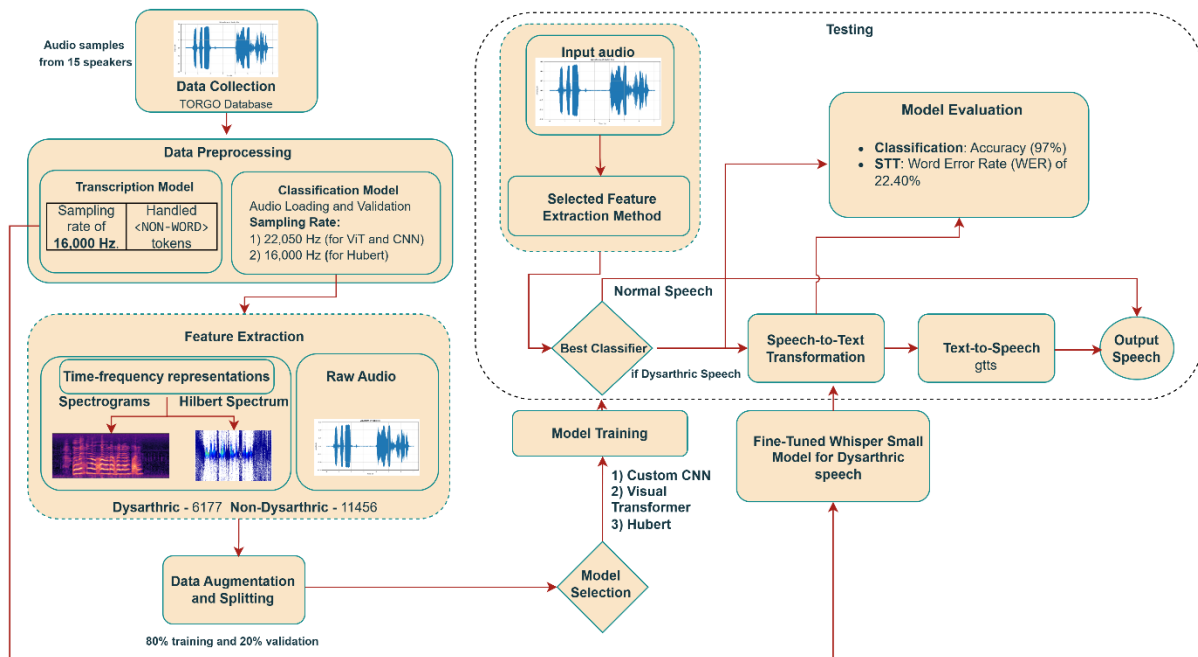 Audio samples
from 15 speakers
Data Collection
TORGO Database
Data Preprocessing
Transcription Model
Sampling
rate of
16,000 Hz.
Handled
<NON-WORD>
tokens
Classification Model
Audio Loading and Validation
Sampling Rate:
1) 22,050 Hz (for ViT and CNN)
2) 16,000 Hz (for Hubert)
Feature Extraction
Time-frequency representations
Spectrograms
Hilbert Spectrum
Raw Audio
Dysarthric - 6177 Non-Dysarthric - 11456
Data Augmentation
and Splitting
80% training and 20% validation
Model
Selection
1) Custom CNN
2) Visual
Transformer
3) Hubert
Model Training
Testing
Input audio
Selected Feature
Extraction Method
Best Classifier
Normal Speech
if Dysarthric Speech
Model Evaluation
• Classification: Accuracy (97%)
• STT: Word Error Rate (WER) of
22.40%
Speech-to-Text
Transformation
Text-to-Speech
gtts
Output
Speech
Fine-Tuned Whisper Small
Model for Dysarthric
speech